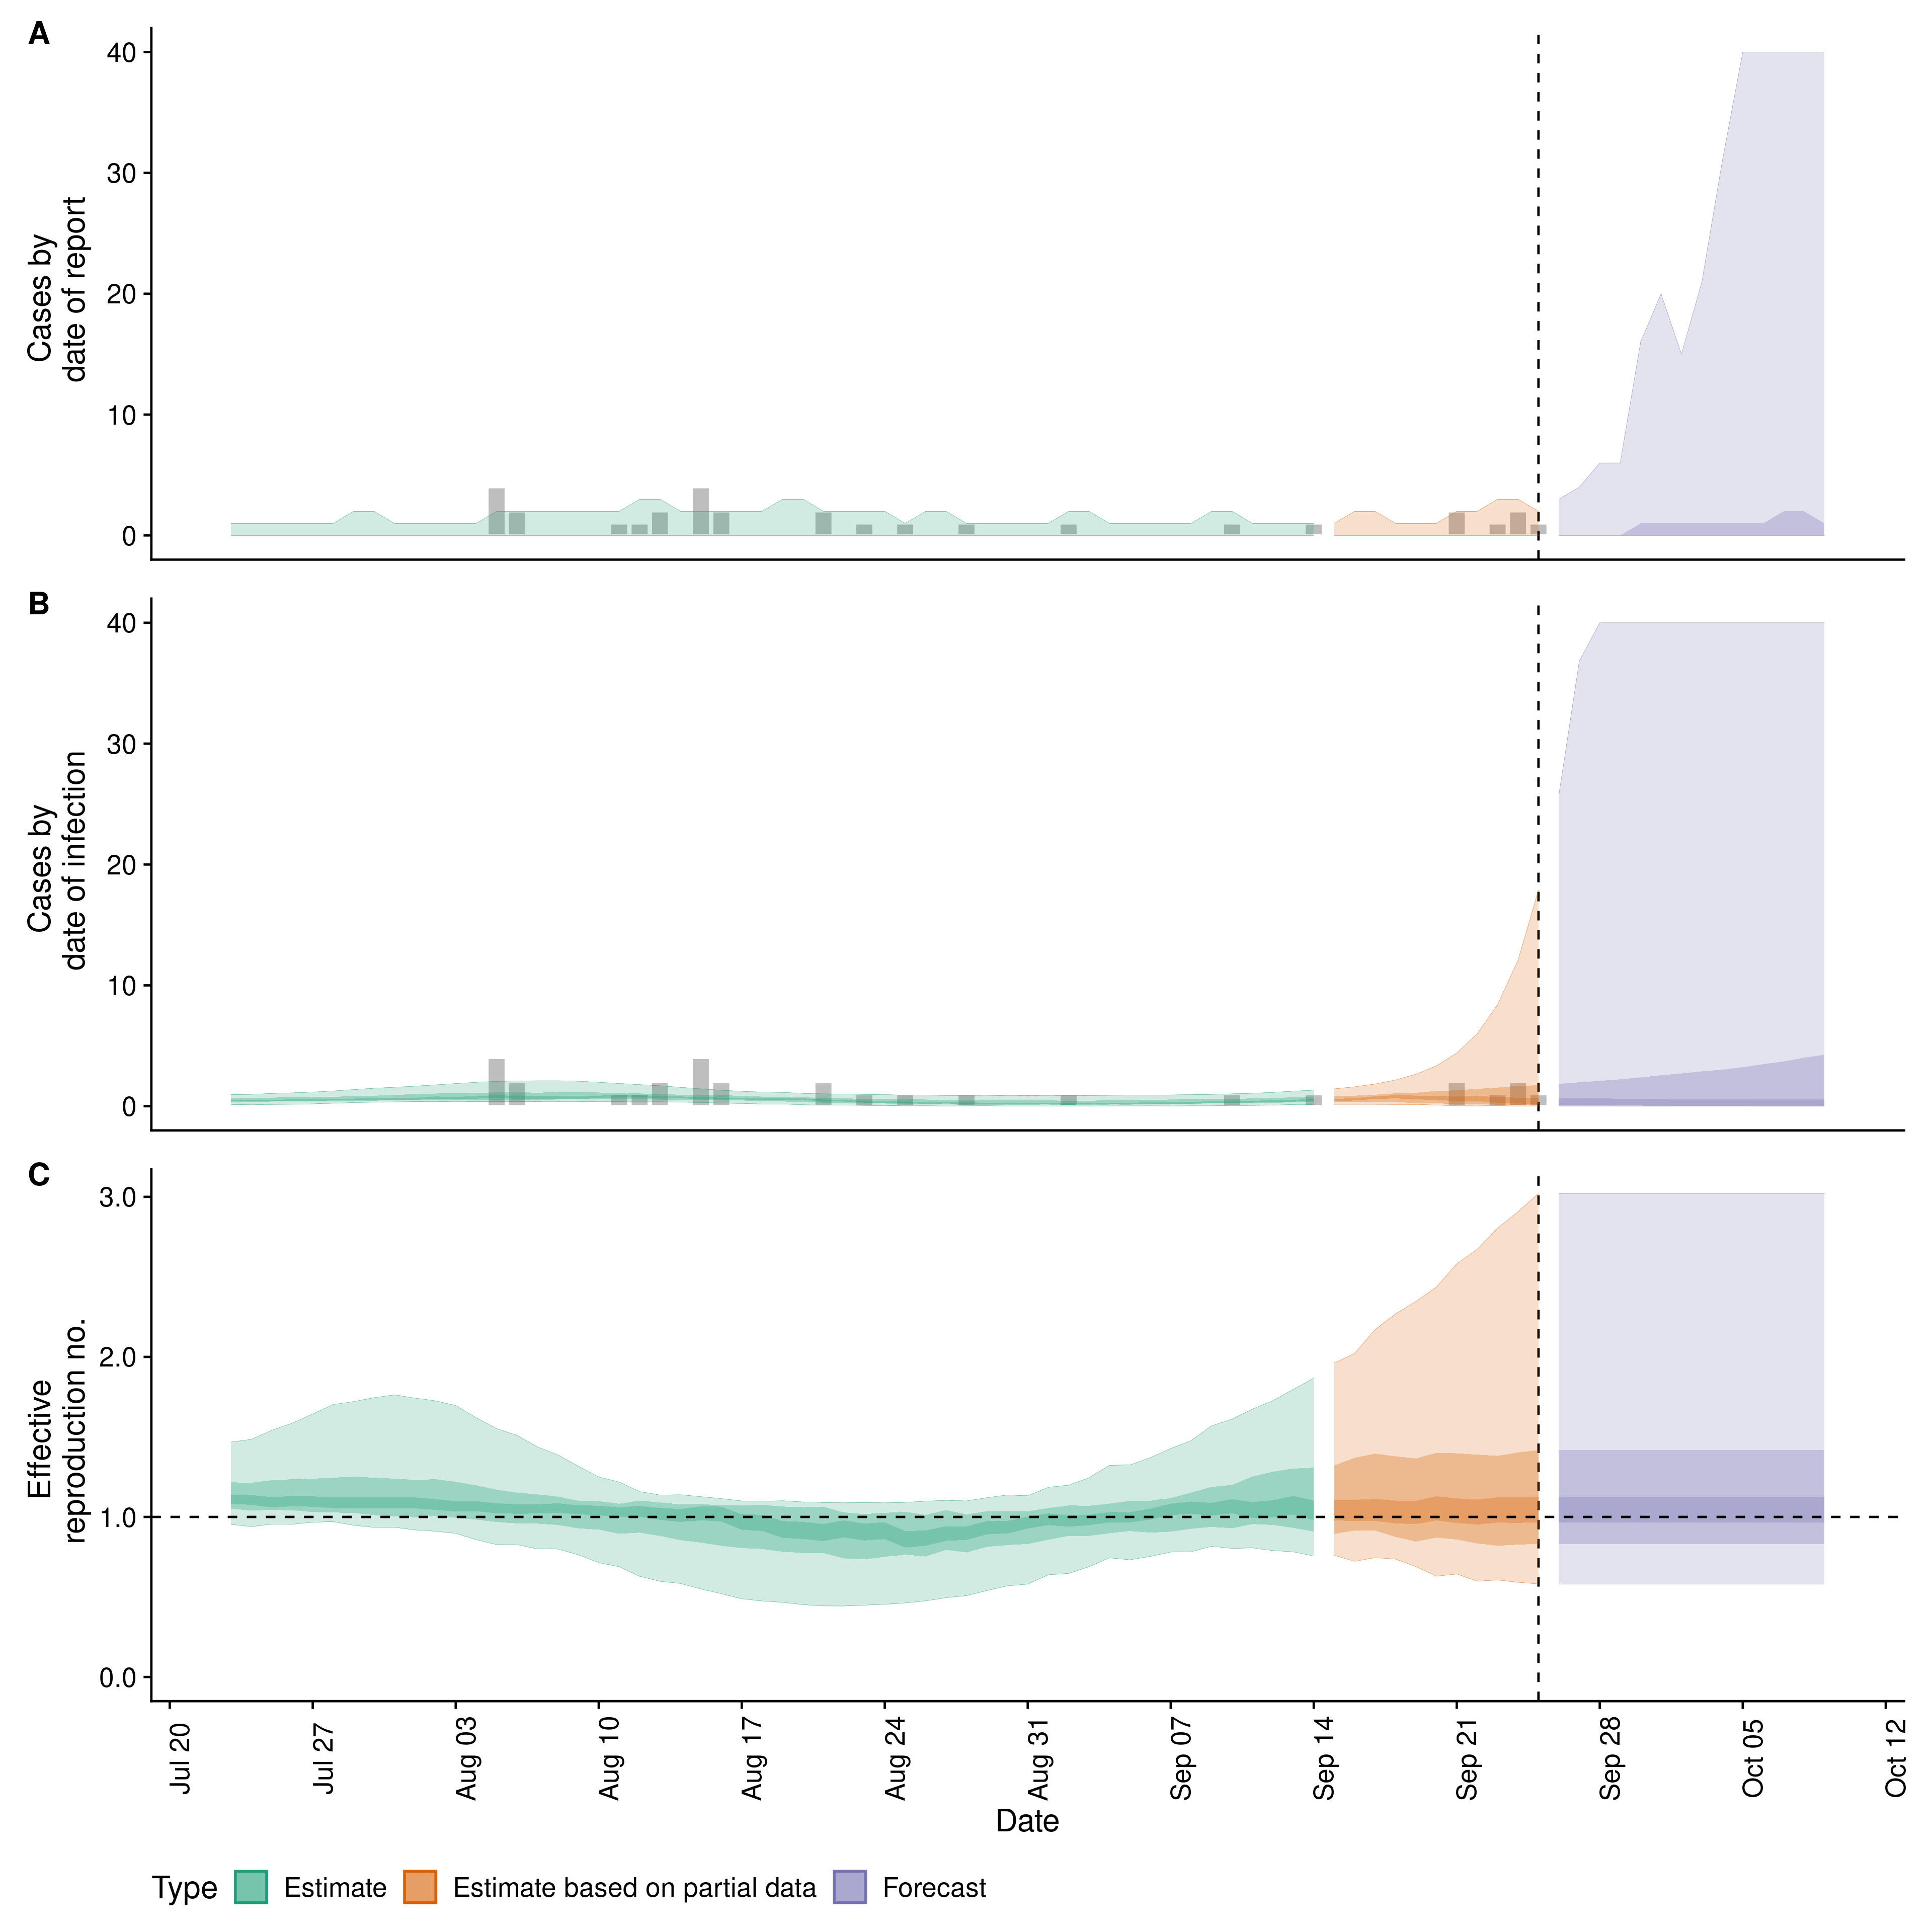 A
40
30
20
10
0
Cases by
date of report
B
40
30
20
10
0
Cases by
date of infection
C
3.0
2.0
1.0
0.0
Effective
reproduction no.
Jul 20
Jul 27
Aug 03
Aug 10
Aug 17
Aug 24
Aug 31
Sep 07
Sep 14
Sep 21
Sep 28
Oct 05
Oct 12
Date
Type Estimate Estimate based on partial data Forecast